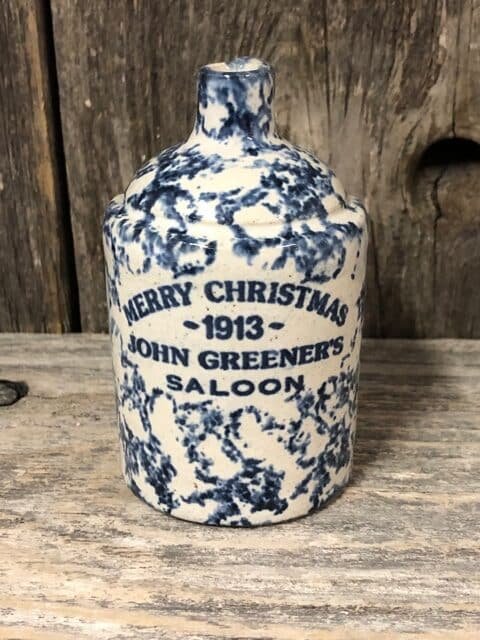 MERRY CHRISTMAS
-1913-
JOHN GREENER'S
SALOON